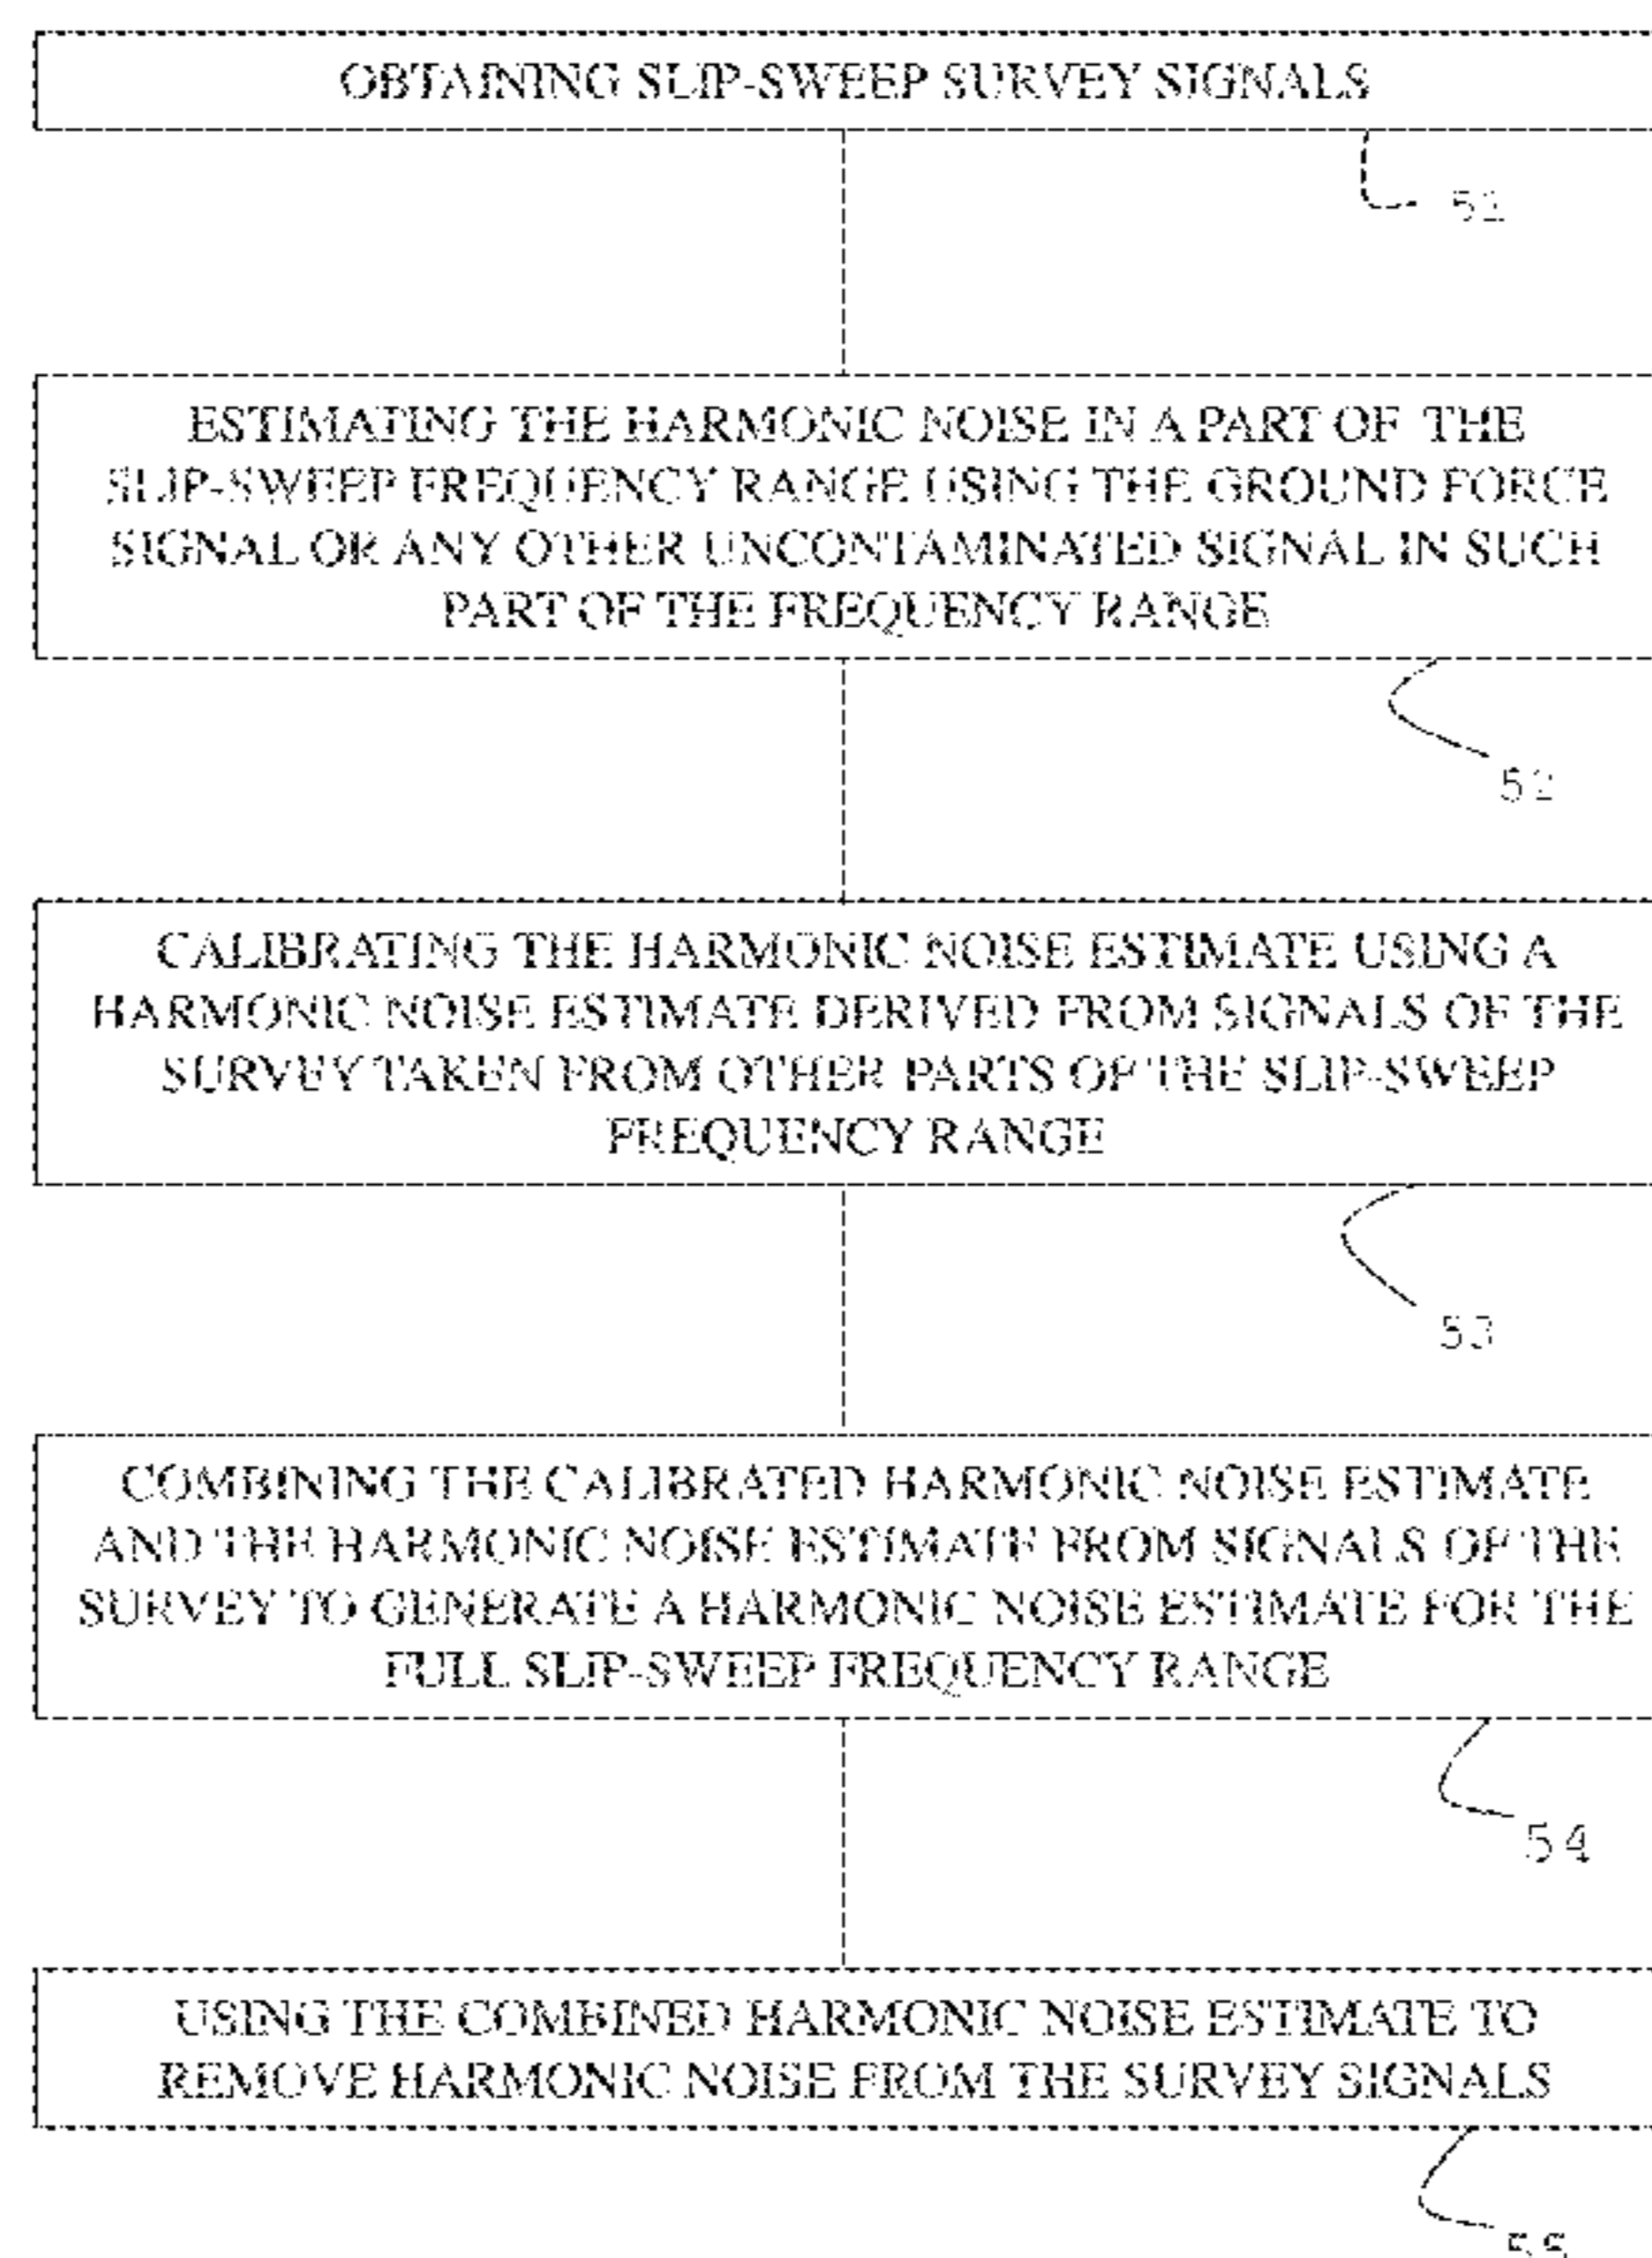 OBTAINING SLIP-SWEEP SURVEY SIGNALS
51
ESTIMATING THE HARMONIC NOISE IN A PART OF THE
SLIP-SWEEP FREQUENCY RANGE USING THE GROUND FORCE
SIGNAL OR ANY OTHER UNCONTAMINATED SIGNAL IN SUCH
PART OF THE FREQUENCY RANGE
52
CALIBRATING THE HARMONIC NOISE ESTIMATE USING A
HARMONIC NOISE ESTIMATE DERIVED FROM SIGNALS OF THE
SURVEY TAKEN FROM OTHER PARTS OF THE SLIP-SWEEP
FREQUENCY RANGE
53
COMBINING THE CALIBRATED HARMONIC NOISE ESTIMATE
AND THE HARMONIC NOISE ESTIMATE FROM SIGNALS OF THE
SURVEY TO GENERATE A HARMONIC NOISE ESTIMATE FOR THE
FULL SLIP-SWEEP FREQUENCY RANGE
54
USING THE COMBINED HARMONIC NOISE ESTIMATE TO
REMOVE HARMONIC NOISE FROM THE SURVEY SIGNALS
55